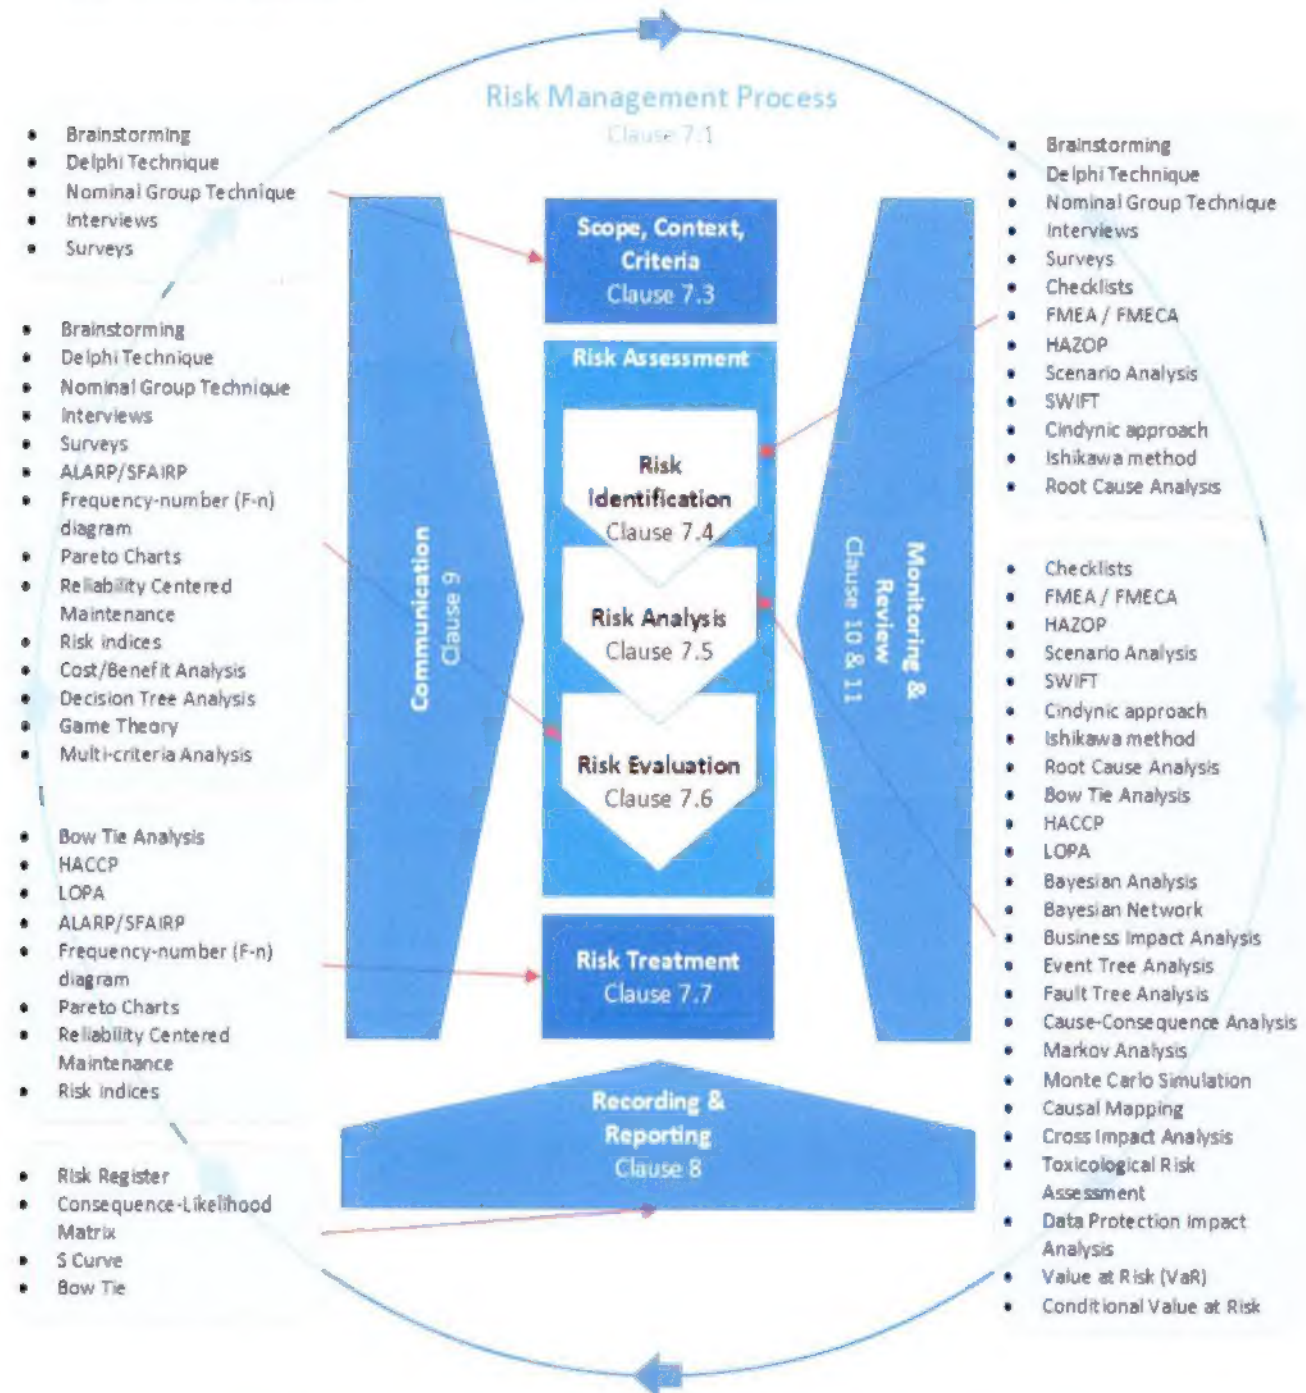 Risk Management Process
Clause 7.1
• Brainstorming
• Delphi Technique
• Nominal Group Technique
• Interviews
• Surveys
• Brainstorming
• Delphi Technique
• Nominal Group Technique
• Interviews
• Surveys
• ALARP/SFAIRP
• Frequency-number (F-n)
diagram
• Pareto Charts
• Reliability Centered
Maintenance
• Risk indices
• Cost/Benefit Analysis
• Decision Tree Analysis
• Game Theory
• Multi-criteria Analysis
• Bow Tie Analysis
• HACCP
• LOPA
• ALARP/SFAIRP
• Frequency-number (F-n)
diagram
• Pareto Charts
• Reliability Centered
Maintenance
• Risk indices
• Risk Register
• Consequence-Likelihood
Matrix
• S Curve
• Bow Tie
Communication
Clause 9
Scope, Context,
Criteria
Clause 7.3
Risk Assessment
Risk
Identification
Clause 7.4
Risk Analysis
Clause 7.5
Risk Evaluation
Clause 7.6
Risk Treatment
Clause 7.7
Recording &
Reporting
Clause 8
Monitoring &
Review
Clause 10 & 11
• Brainstorming
• Delphi Technique
• Nominal Group Technique
• Interviews
• Surveys
• Checklists
• FMEA / FMECA
• HAZOP
• Scenario Analysis
• SWIFT
• Cindynic approach
• Ishikawa method
• Root Cause Analysis
• Checklists
• FMEA / FMECA
• HAZOP
• Scenario Analysis
• SWIFT
• Cindynic approach
• Ishikawa method
• Root Cause Analysis
• Bow Tie Analysis
• HACCP
• LOPA
• Bayesian Analysis
• Bayesian Network
• Business Impact Analysis
• Event Tree Analysis
• Fault Tree Analysis
• Cause-Consequence Analysis
• Markov Analysis
• Monte Carlo Simulation
• Causal Mapping
• Cross Impact Analysis
• Toxicological Risk
Assessment
• Data Protection Impact
Analysis
• Value at Risk (VaR)
• Conditional Value at Risk